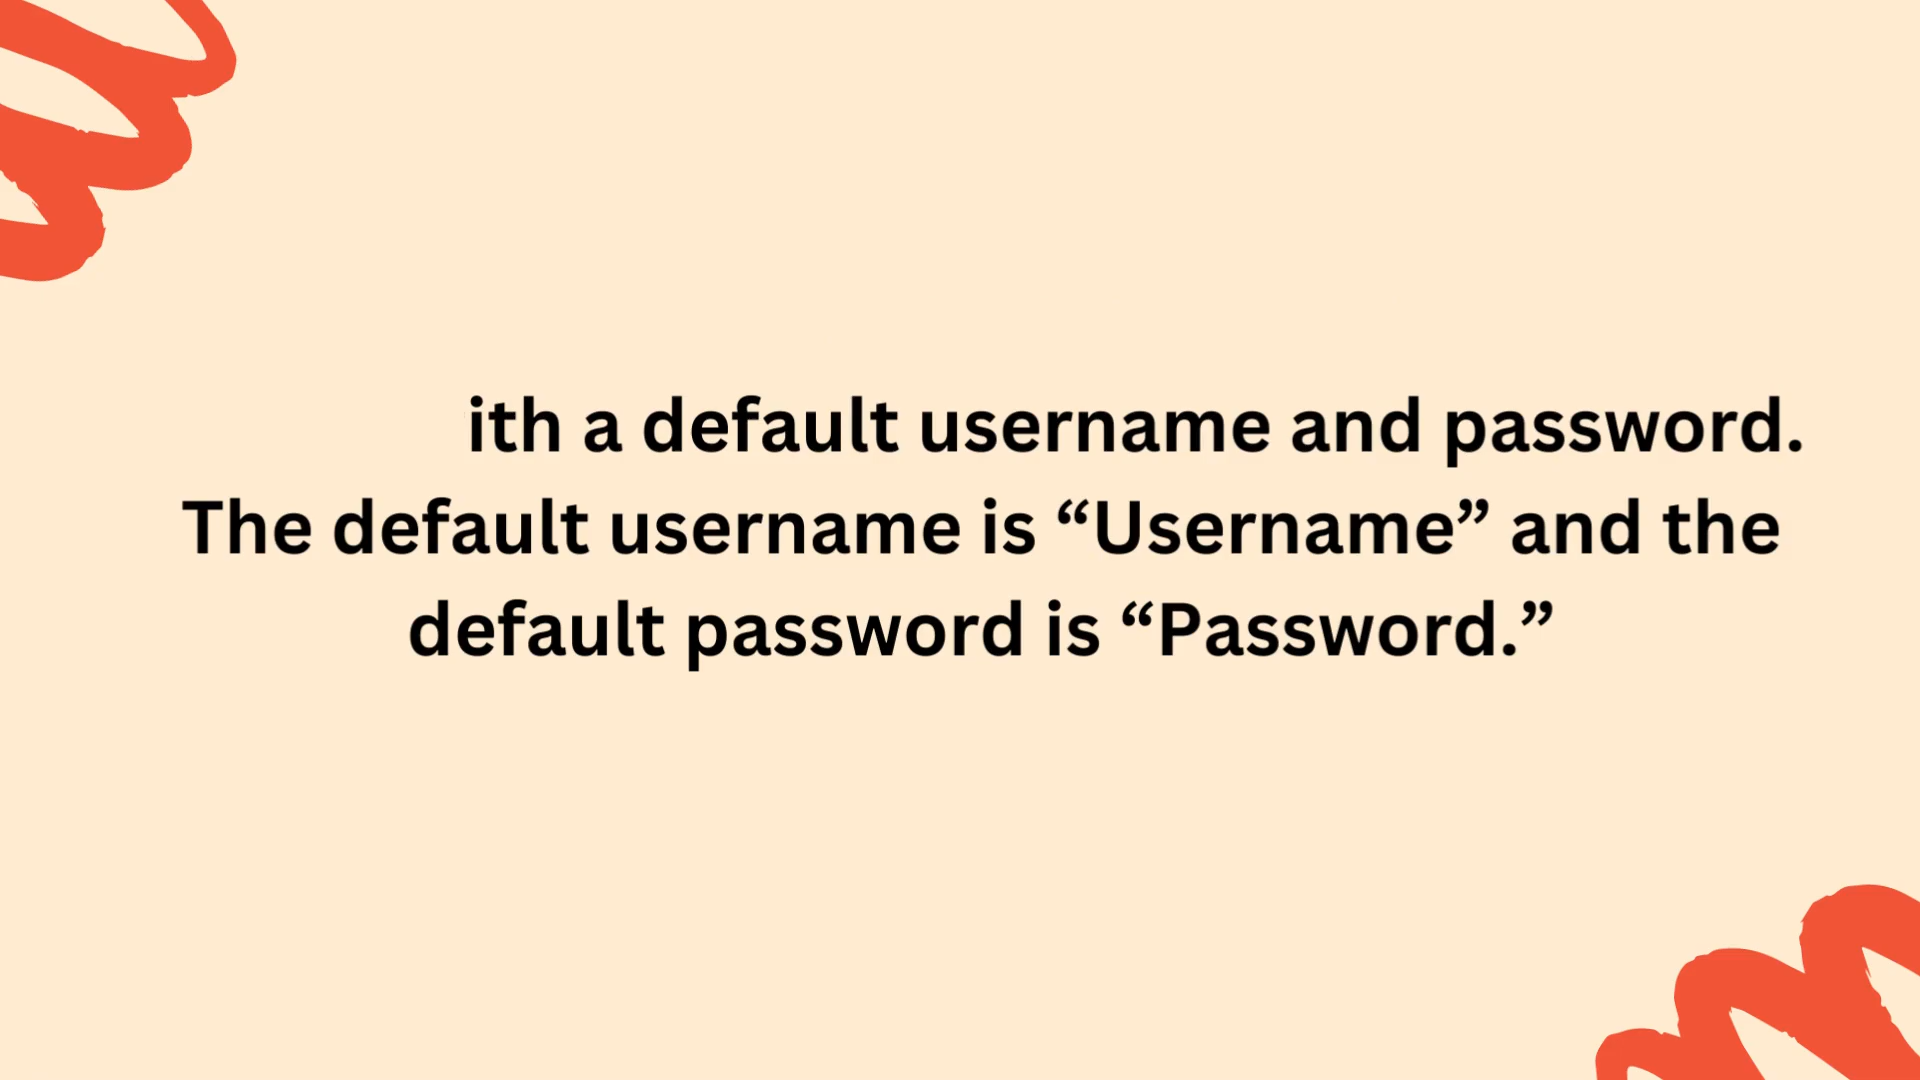 ith a default username and password.
The default username is “Username” and the
default password is “Password.”